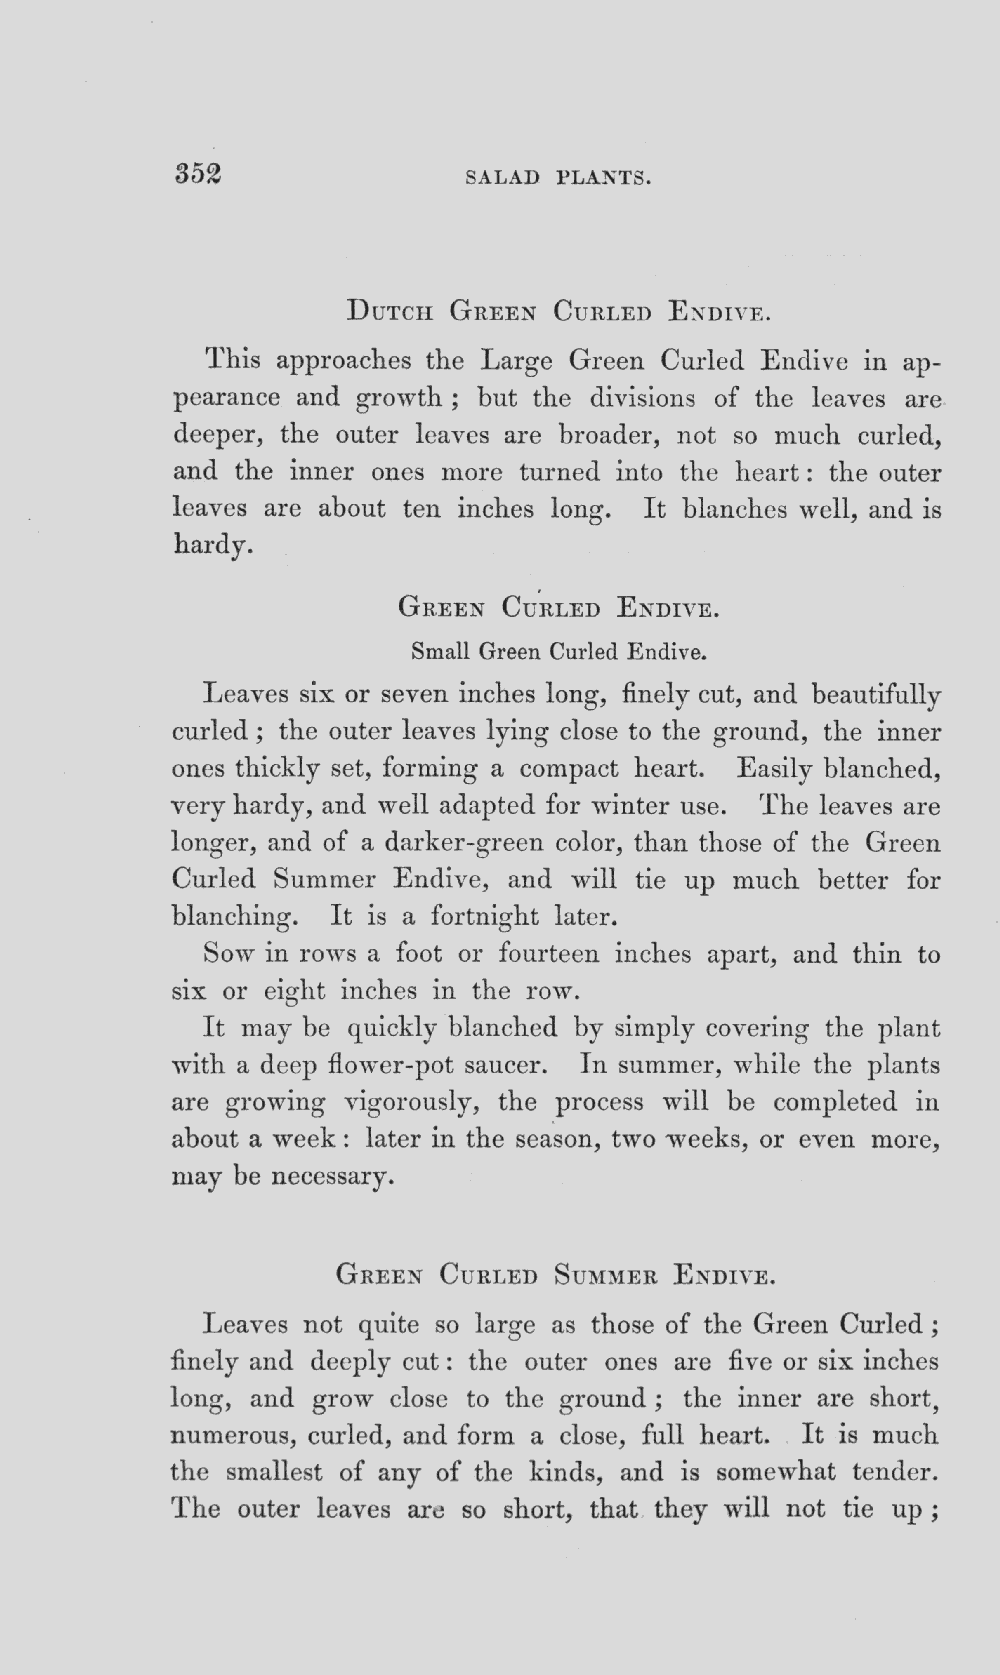 352 SALAD PLANTS.
DUTCH GREEN CURLED ENDIVE.
This approaches the Large Green Curled Endive in ap-
pearance and growth; but the divisions of the leaves are
deeper, the outer leaves are broader, not so much curled,
and the inner ones more turned into the heart: the outer
leaves are about ten inches long. It blanches well, and is
hardy.
GREEN CURLED ENDIVE.
Small Green Curled Endive.
Leaves six or seven inches long, finely cut, and beautifully
curled; the outer leaves lying close to the ground, the inner
ones thickly set, forming a compact heart. Easily blanched,
very hardy, and well adapted for winter use. The leaves are
longer, and of a darker-green color, than those of the Green
Curled Summer Endive, and will tie up much better for
blanching. It is a fortnight later.
Sow in rows a foot or fourteen inches apart, and thin to
six or eight inches in the row.
It may be quickly blanched by simply covering the plant
with a deep flower-pot saucer. In summer, while the plants
are growing vigorously, the process will be completed in
about a week: later in the season, two weeks, or even more,
may be necessary.
GREEN CURLED SUMMER ENDIVE.
Leaves not quite so large as those of the Green Curled;
finely and deeply cut: the outer ones are five or six inches
long, and grow close to the ground; the inner are short,
numerous, curled, and form a close, full heart. It is much
the smallest of any of the kinds, and is somewhat tender.
The outer leaves are so short, that they will not tie up;